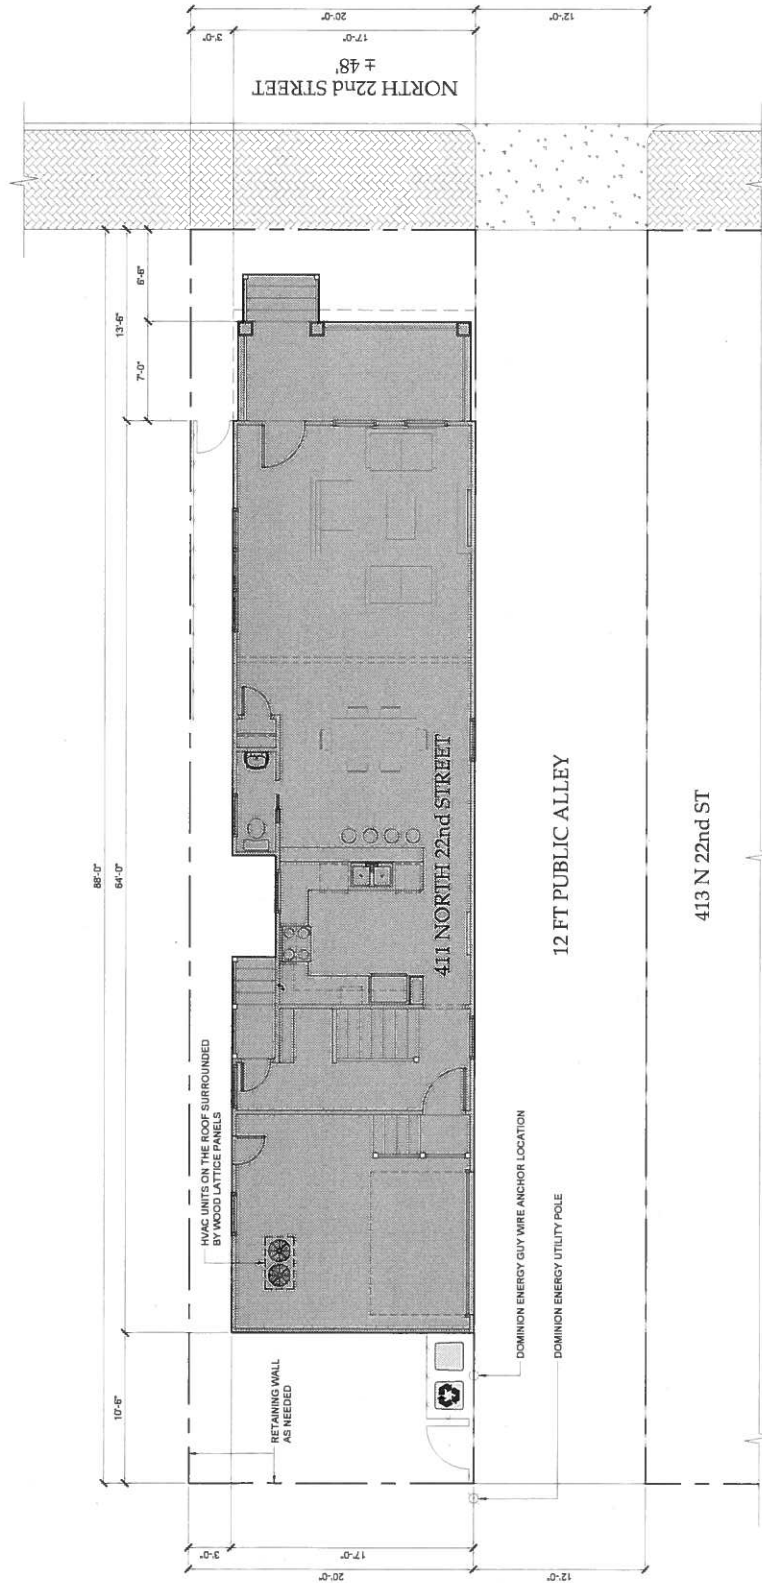 20'-0"
3'-0"
17'-0"
12'-0"
NORTH 22nd STREET
± 48'
88'-0"
13'-6"
6'-6"
7'-0"
64'-0"
10'-6"
HVAC UNITS ON THE ROOF SURROUNDED
BY WOOD LATTICE PANELS
RETAINING WALL
AS NEEDED
411 NORTH 22nd STREET
12 FT PUBLIC ALLEY
413 N 22nd ST
DOMINION ENERGY GUY WIRE ANCHOR LOCATION
DOMINION ENERGY UTILITY POLE
3'-0"
17'-0"
20'-0"
12'-0"